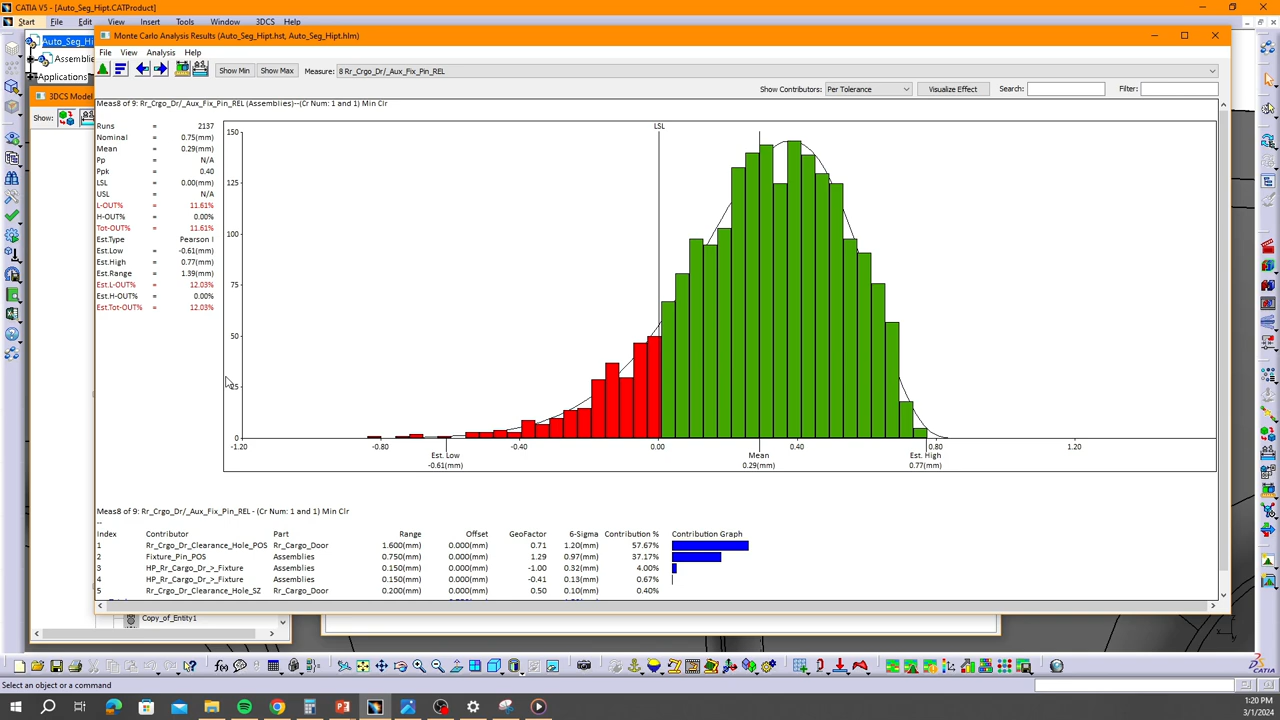 CATIA V5 - [Auto_Seg_Hipt.CATProduct]
Start File Edit View Insert Tools Window 3DCS Help
Auto_Seg_Hi
Assemblie
Applications
3DCS Mode
Show:
Monte Carlo Analysis Results (Auto_Seg_Hipt.hst, Auto_Seg_Hipt.hlm)
File View Analysis Help
Show Min Show Max Measure: 8 Rr_Crgo_Dr/_Aux_Fix_Pin_REL
Show Contributors: Per Tolerance Visualize Effect Search: Filter:
Meas8 of 9: Rr_Crgo_Dr/_Aux_Fix_Pin_REL (Assemblies)--(Cr Num: 1 and 1) Min Clr
Runs = 2137
Nominal = 0.75(mm)
Mean = 0.29(mm)
Pp = N/A
Ppk = 0.40
LSL = 0.00(mm)
USL = N/A
L-OUT% = 11.61%
H-OUT% = 0.00%
Tot-OUT% = 11.61%
Est.Type Pearson I
Est.Low = -0.61(mm)
Est.High = 0.77(mm)
Est.Range = 1.39(mm)
Est.L-OUT% = 12.03%
Est.H-OUT% = 0.00%
Est.Tot-OUT% = 12.03%
LSL
150
125
100
75
50
25
0
-1.20 -0.80 -0.40 0.00 0.40 0.80 1.20
Est. Low Mean Est. High
-0.61(mm) 0.29(mm) 0.77(mm)
Meas8 of 9: Rr_Crgo_Dr/_Aux_Fix_Pin_REL - (Cr Num: 1 and 1) Min Clr
--
Index Contributor Part Range Offset GeoFactor 6-Sigma Contribution % Contribution Graph
1 Rr_Crgo_Dr_Clearance_Hole_POS Rr_Cargo_Door 1.600(mm) 0.000(mm) 0.71 1.20(mm) 57.67%
2 Fixture_Pin_POS Assemblies 0.750(mm) 0.000(mm) 1.29 0.97(mm) 37.17%
3 HP_Rr_Cargo_Dr_>_Fixture Assemblies 0.150(mm) 0.000(mm) -1.00 0.32(mm) 4.00%
4 HP_Rr_Cargo_Dr_>_Fixture Assemblies 0.150(mm) 0.000(mm) -0.41 0.13(mm) 0.67%
5 Rr_Crgo_Dr_Clearance_Hole_SZ Rr_Cargo_Door 0.200(mm) 0.000(mm) 0.50 0.10(mm) 0.40%
Copy_of_Entity1
Select an object or a command
CATIA
1:20 PM
3/1/2024